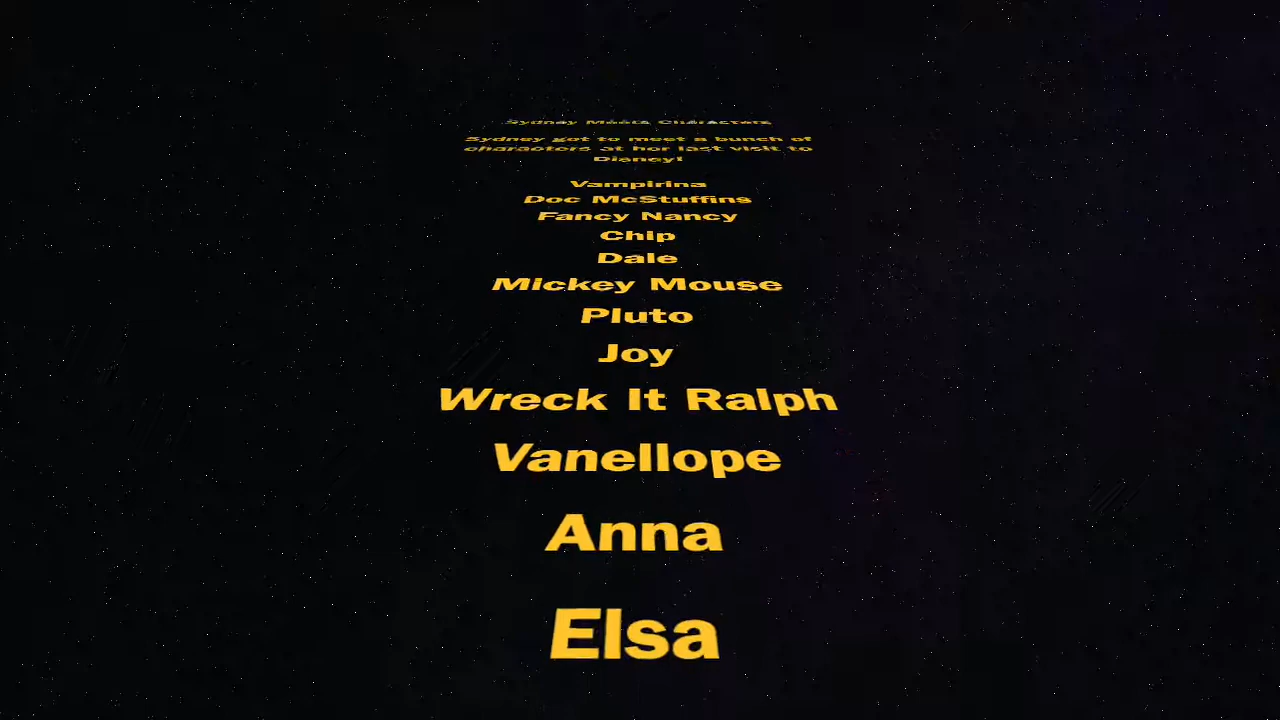 Sydney Meets Characters
Sydney got to meet a bunch of
characters at her last visit to
Disney!
Vampirina
Doc McStuffins
Fancy Nancy
Chip
Dale
Mickey Mouse
Pluto
Joy
Wreck It Ralph
Vanellope
Anna
Elsa